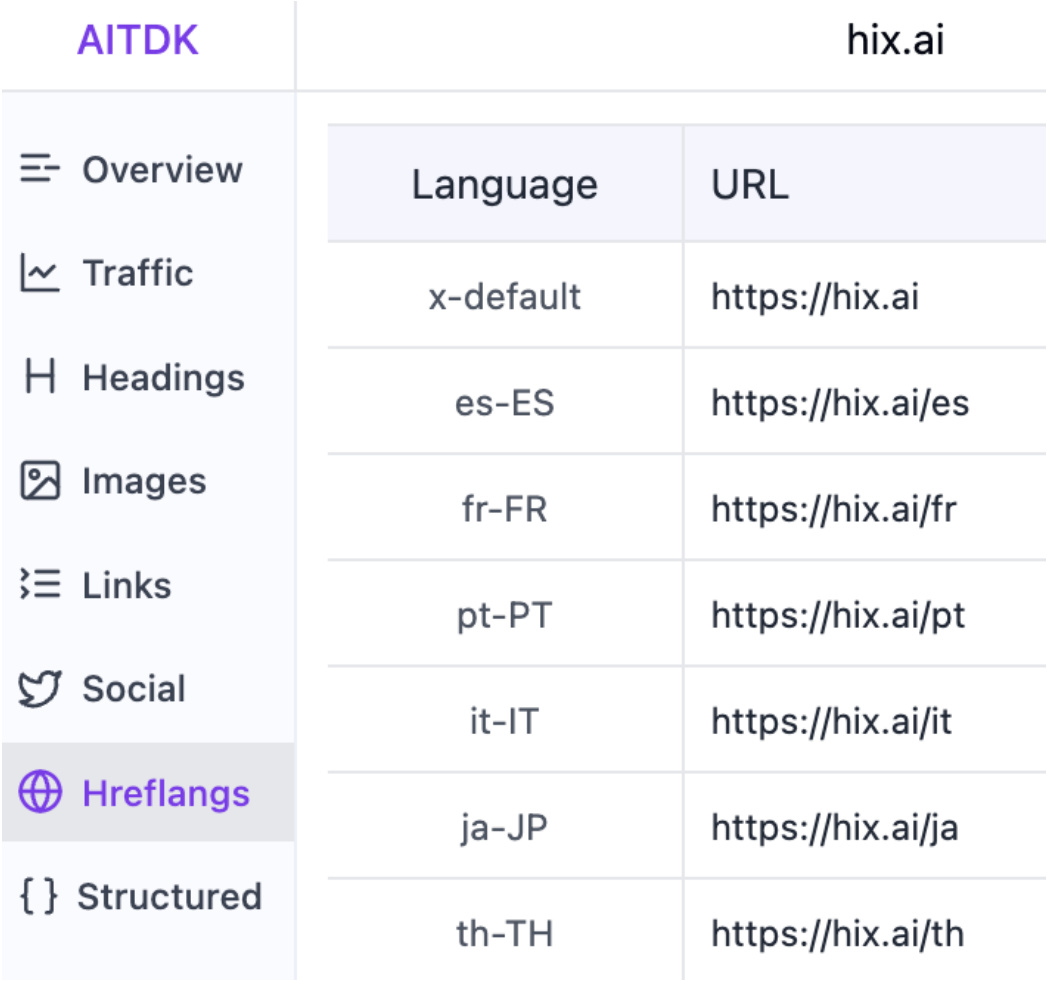 AITDK
hix.ai
Overview
Traffic
Headings
Images
Links
Social
Hreflangs
Structured
Language URL
x-default https://hix.ai
es-ES https://hix.ai/es
fr-FR https://hix.ai/fr
pt-PT https://hix.ai/pt
it-IT https://hix.ai/it
ja-JP https://hix.ai/ja
th-TH https://hix.ai/th